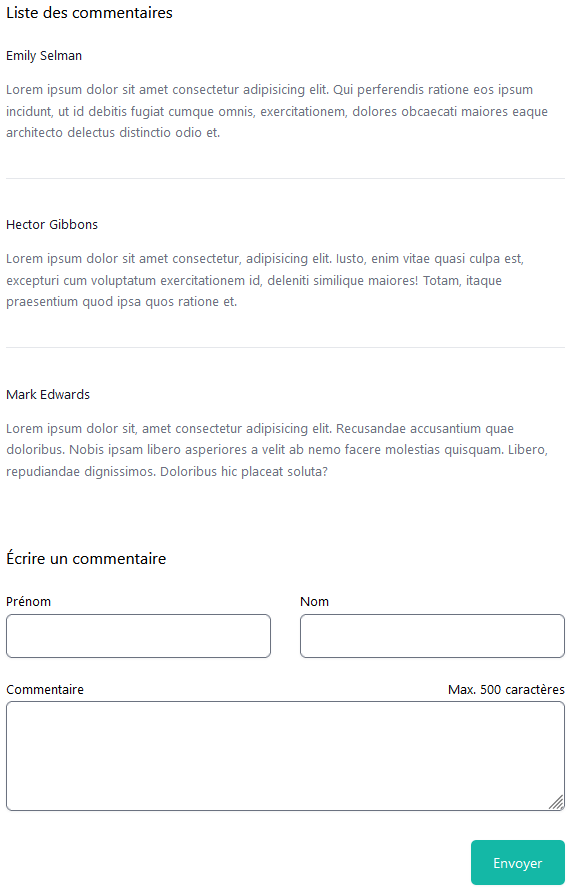 Liste des commentaires
Emily Selman
Lorem ipsum dolor sit amet consectetur adipisicing elit. Qui perferendis ratione eos ipsum
incidunt, ut id debitis fugiat cumque omnis, exercitationem, dolores obcaecati maiores eaque
architecto delectus distinctio odio et.
Hector Gibbons
Lorem ipsum dolor sit amet consectetur, adipisicing elit. Iusto, enim vitae quasi culpa est,
excepturi cum voluptatum exercitationem id, deleniti similique maiores! Totam, itaque
praesentium quod ipsa quos ratione et.
Mark Edwards
Lorem ipsum dolor sit, amet consectetur adipisicing elit. Recusandae accusantium quae
doloribus. Nobis ipsam libero asperiores a velit ab nemo facere molestias quisquam. Libero,
repudiandae dignissimos. Doloribus hic placeat soluta?
Écrire un commentaire
Prénom Nom
Commentaire Max. 500 caractères
Envoyer